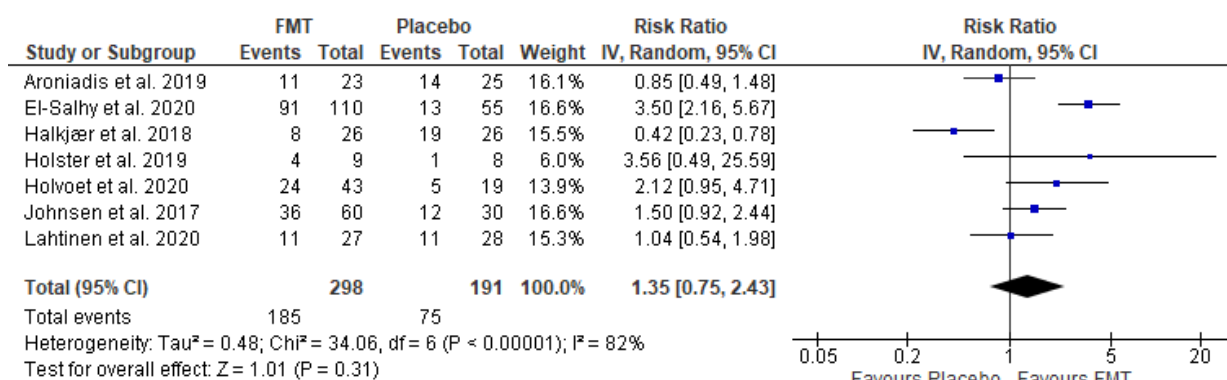 FMT Placebo Risk Ratio Risk Ratio
Study or Subgroup Events Total Events Total Weight IV, Random, 95% CI IV, Random, 95% CI
Aroniadis et al. 2019 11 23 14 25 16.1% 0.85 [0.49, 1.48]
El-Salhy et al. 2020 91 110 13 55 16.6% 3.50 [2.16, 5.67]
Halkjær et al. 2018 8 26 19 26 15.5% 0.42 [0.23, 0.78]
Holster et al. 2019 4 9 1 8 6.0% 3.56 [0.49, 25.59]
Holvoet et al. 2020 24 43 5 19 13.9% 2.12 [0.95, 4.71]
Johnsen et al. 2017 36 60 12 30 16.6% 1.50 [0.92, 2.44]
Lahtinen et al. 2020 11 27 11 28 15.3% 1.04 [0.54, 1.98]
Total (95% CI) 298 191 100.0% 1.35 [0.75, 2.43]
Total events 185 75
Heterogeneity: Tau² = 0.48; Chi² = 34.06, df = 6 (P < 0.00001); I² = 82%
Test for overall effect: Z = 1.01 (P = 0.31)
0.05 0.2 1 5 20
Favours Placebo Favours FMT